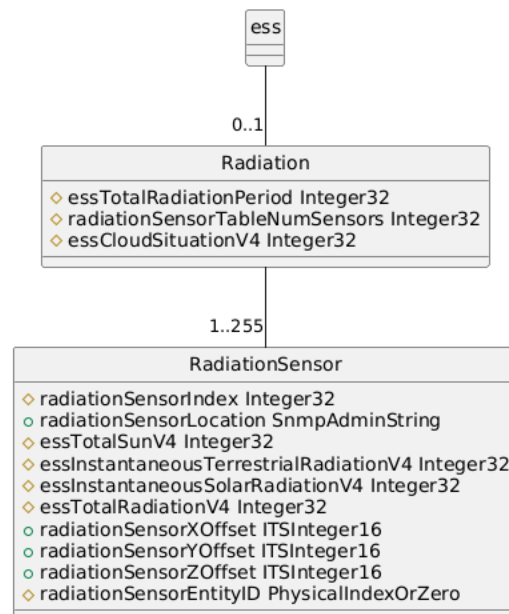 ess
0..1
Radiation
essTotalRadiationPeriod Integer32
radiationSensorTableNumSensors Integer32
essCloudSituationV4 Integer32
1..255
RadiationSensor
radiationSensorIndex Integer32
radiationSensorLocation SnmpAdminString
essTotalSunV4 Integer32
essInstantaneousTerrestrialRadiationV4 Integer32
essInstantaneousSolarRadiationV4 Integer32
essTotalRadiationV4 Integer32
radiationSensorXOffset ITSInteger16
radiationSensorYOffset ITSInteger16
radiationSensorZOffset ITSInteger16
radiationSensorEntityID PhysicalIndexOrZero